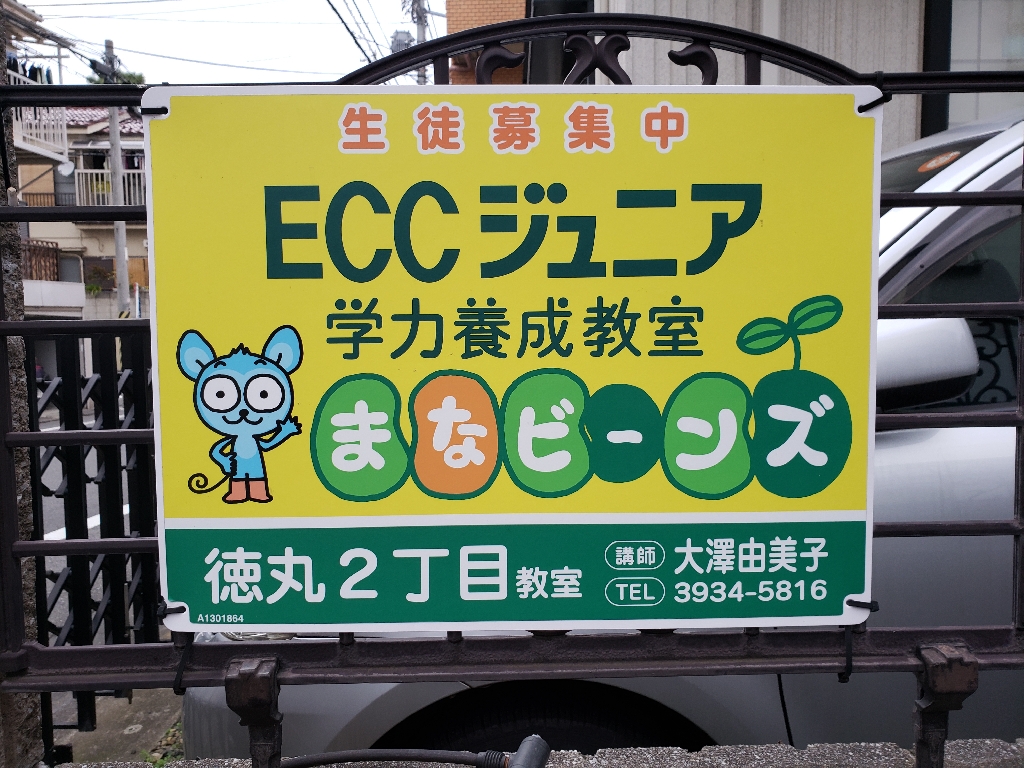 生徒募集中
ECCジュニア
学力養成教室
まなビーンズ
徳丸2丁目教室
講師 大澤由美子
TEL 3934-5816
A1301864